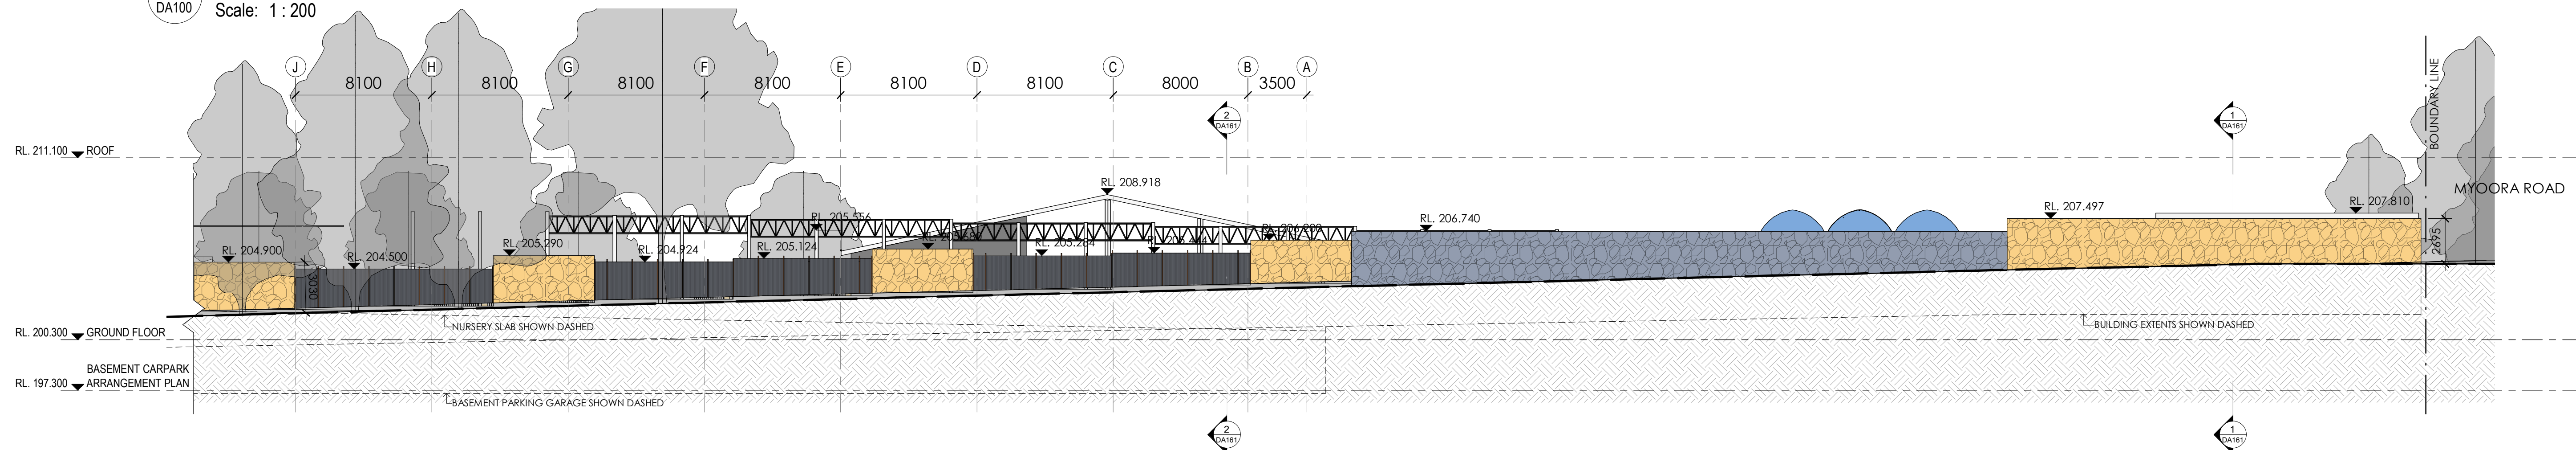 DA100
Scale: 1 : 200
J H G F E D C B A
8100 8100 8100 8100 8100 8100 8000 3500
2
DA161
1
DA161
BOUNDARY LINE
RL. 211.100 ROOF
MYOORA ROAD
RL. 208.918
RL. 207.810
RL. 207.497
RL. 205.556
RL. 206.740
RL. 204.900
RL. 205.290
RL. 204.500
RL. 204.924
RL. 205.124
RL. 205.284
2695
3030
NURSERY SLAB SHOWN DASHED
BUILDING EXTENTS SHOWN DASHED
RL. 200.300 GROUND FLOOR
BASEMENT CARPARK
RL. 197.300 ARRANGEMENT PLAN
BASEMENT PARKING GARAGE SHOWN DASHED
2
DA161
1
DA161